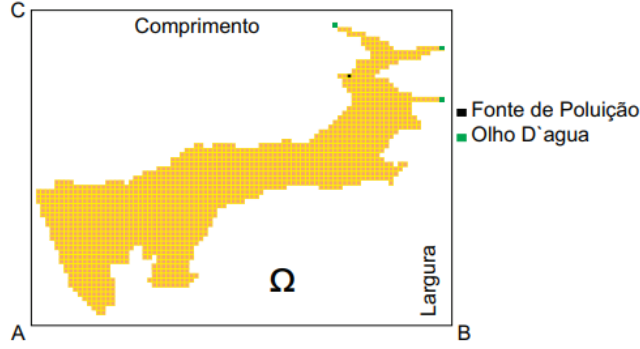 C
Comprimento
Fonte de Poluição
Olho D`agua
Ω
Largura
A
B